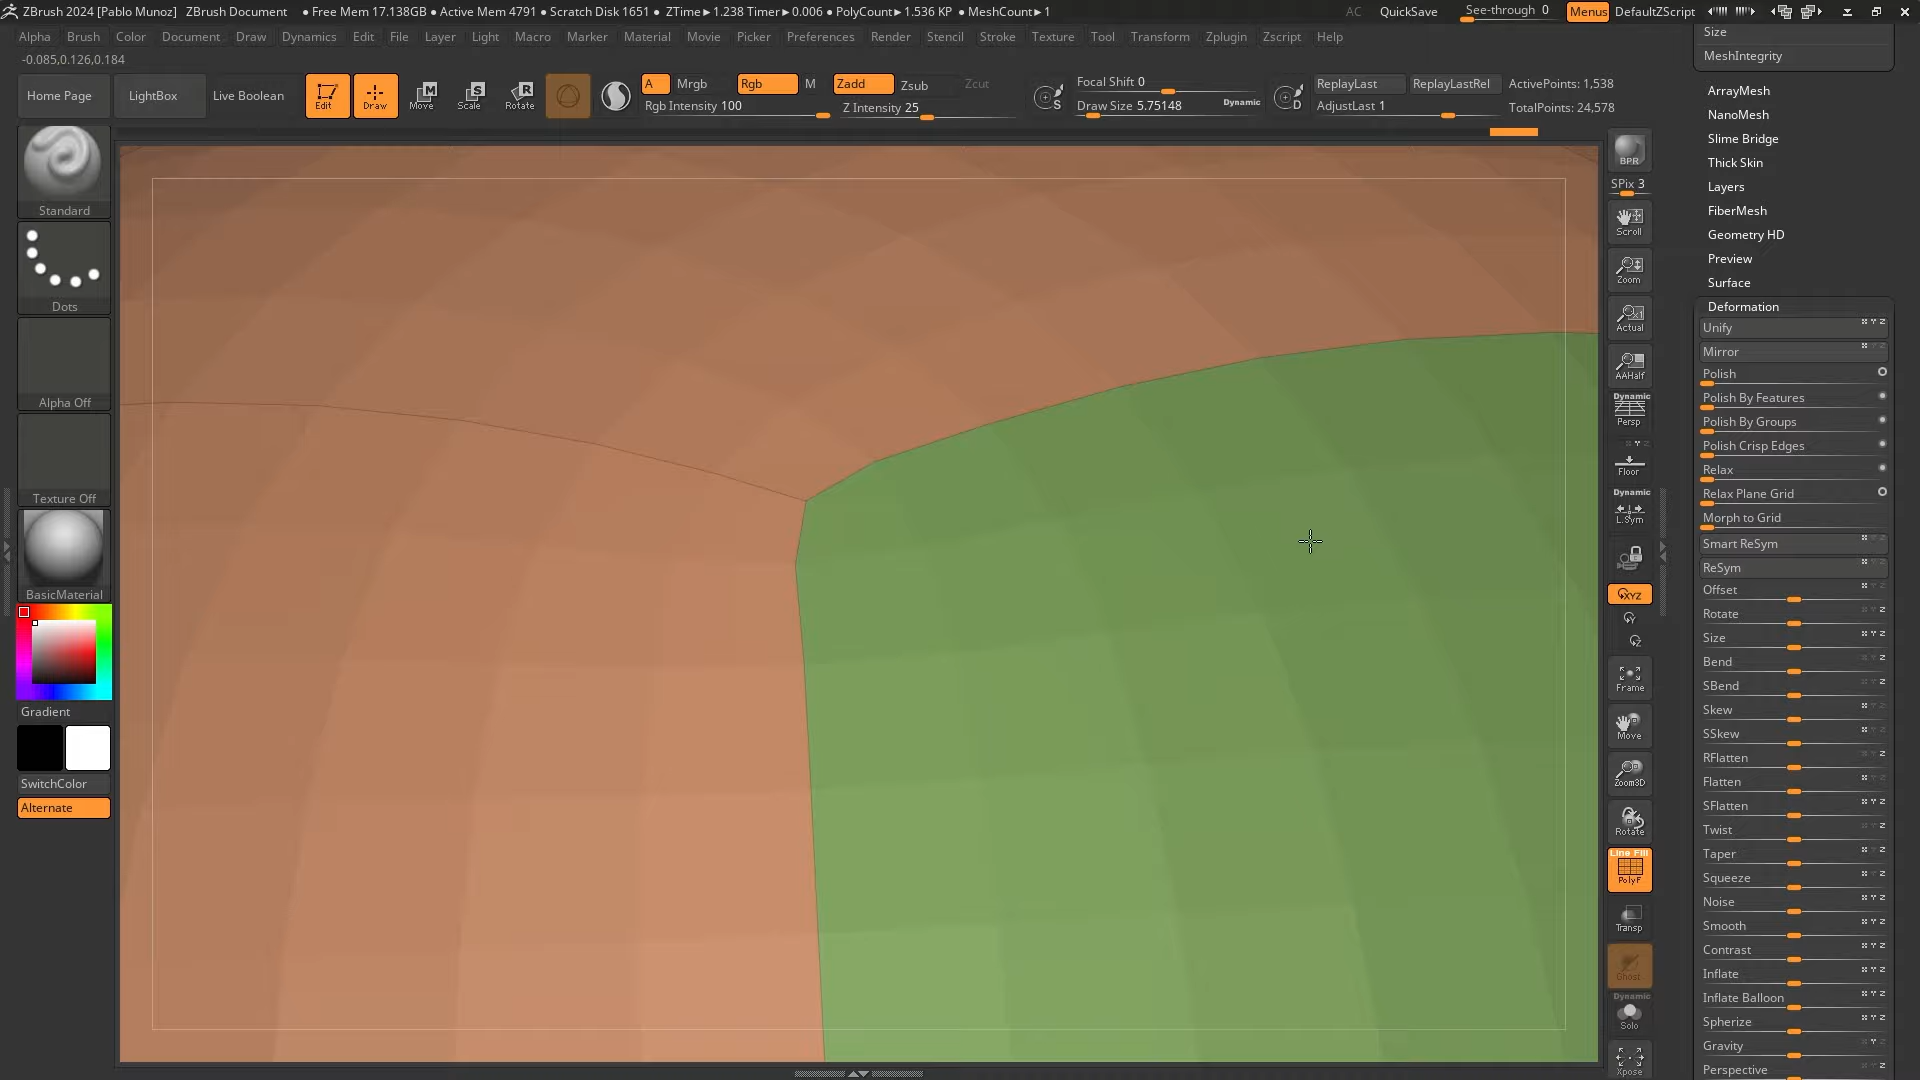 ZBrush 2024 [Pablo Munoz] ZBrush Document ● Free Mem 17.138GB ● Active Mem 4791 ● Scratch Disk 1651 ● ZTime►1.238 Timer►0.006 ● PolyCount►1.536 KP ● MeshCount►1 AC QuickSave See-through 0 Menus DefaultZScript
Alpha Brush Color Document Draw Dynamics Edit File Layer Light Macro Marker Material Movie Picker Preferences Render Stencil Stroke Texture Tool Transform Zplugin Zscript Help
-0.085,0.126,0.184
Home Page LightBox Live Boolean Edit Draw Move Scale Rotate
M S R
A Mrgb Rgb M Zadd Zsub Zcut
Rgb Intensity 100 Z Intensity 25
S Focal Shift 0
Draw Size 5.75148 Dynamic
D ReplayLast ReplayLastRel ActivePoints: 1,538
AdjustLast 1 TotalPoints: 24,578
Standard
Dots
Alpha Off
Texture Off
BasicMaterial
Gradient
SwitchColor
Alternate
BPR
SPix 3
Scroll
Zoom
Actual
AAHalf
Dynamic
Persp
Floor
Dynamic
L.Sym
XYZ
Y
Z
Frame
Move
Zoom3D
Rotate
Line Fill
PolyF
Transp
Ghost
Dynamic
Solo
Xpose
Size
MeshIntegrity
ArrayMesh
NanoMesh
Slime Bridge
Thick Skin
Layers
FiberMesh
Geometry HD
Preview
Surface
Deformation
Unify
Mirror
Polish
Polish By Features
Polish By Groups
Polish Crisp Edges
Relax
Relax Plane Grid
Morph to Grid
Smart ReSym
ReSym
Offset
Rotate
Size
Bend
SBend
Skew
SSkew
RFlatten
Flatten
SFlatten
Twist
Taper
Squeeze
Noise
Smooth
Contrast
Inflate
Inflate Balloon
Spherize
Gravity
Perspective